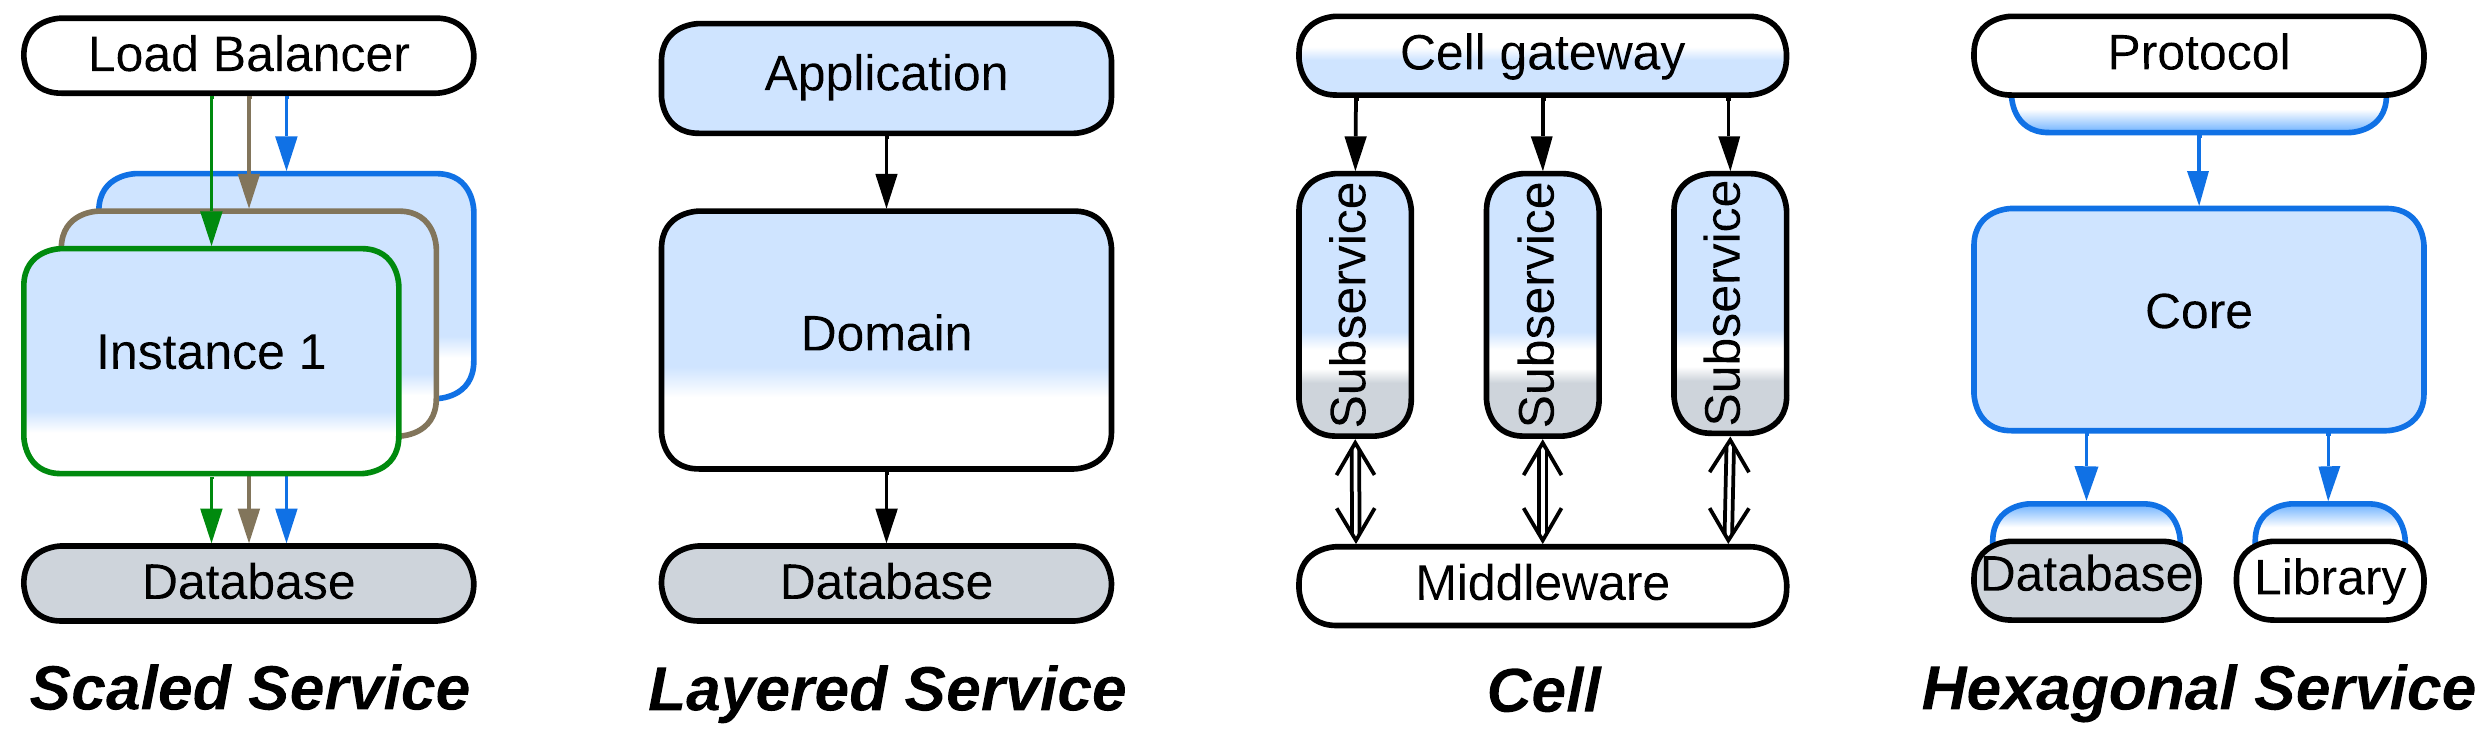 Load Balancer
Instance 1
Database
Scaled Service
Application
Domain
Database
Layered Service
Cell gateway
Subservice
Subservice
Subservice
Middleware
Cell
Protocol
Core
Database
Library
Hexagonal Service